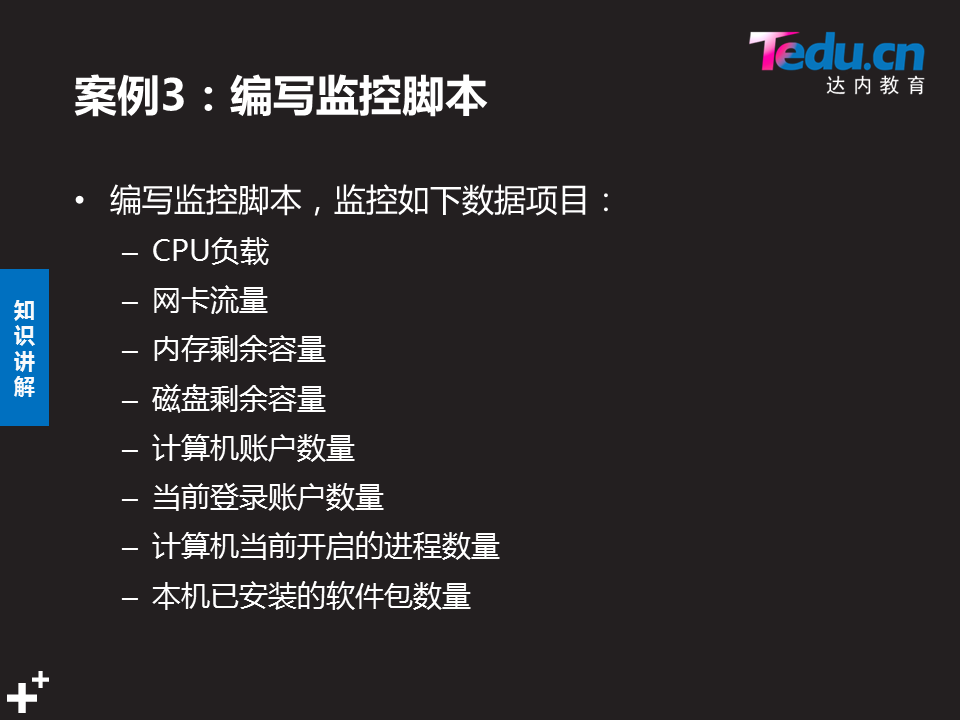 Tedu.cn
达内教育
案例3：编写监控脚本
• 编写监控脚本，监控如下数据项目：
– CPU负载
– 网卡流量
– 内存剩余容量
– 磁盘剩余容量
– 计算机账户数量
– 当前登录账户数量
– 计算机当前开启的进程数量
– 本机已安装的软件包数量
知识讲解